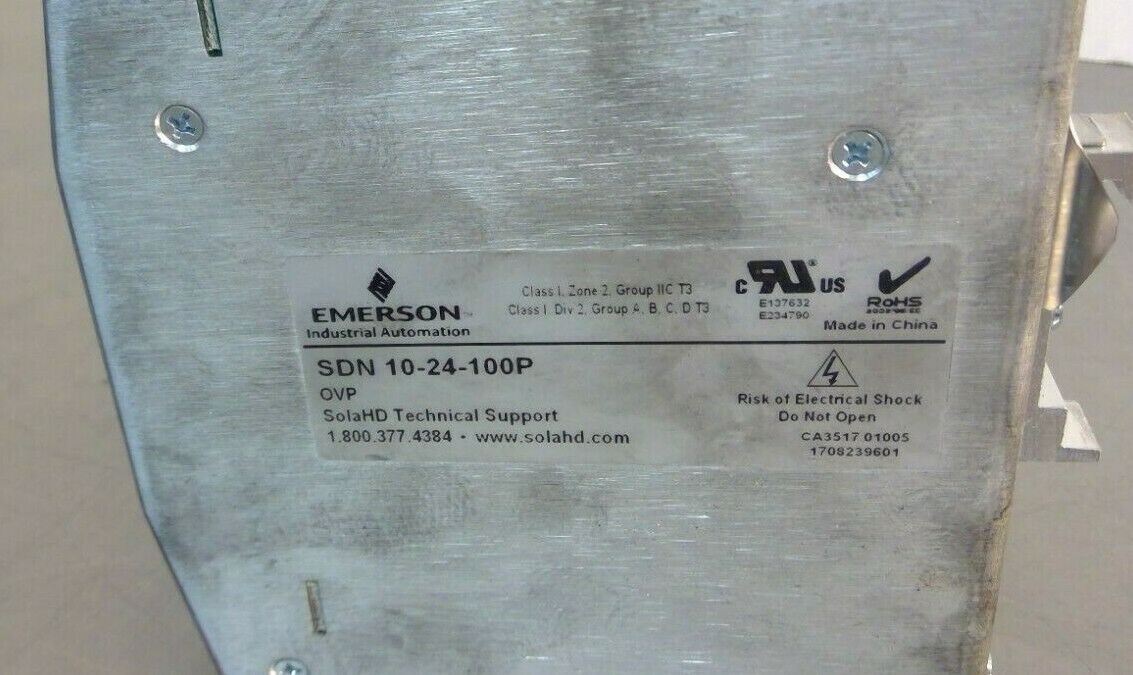 EMERSON
Industrial Automation
Class I, Zone 2, Group IIC T3
Class I Div 2, Group A, B, C, D T3
C RU ® US
E137632
E234790
RoHS
Made in China
SDN 10-24-100P
OVP
SolaHD Technical Support
1.800.377.4384 · www.solahd.com
Risk of Electrical Shock
Do Not Open
CA3517 01005
1708239601